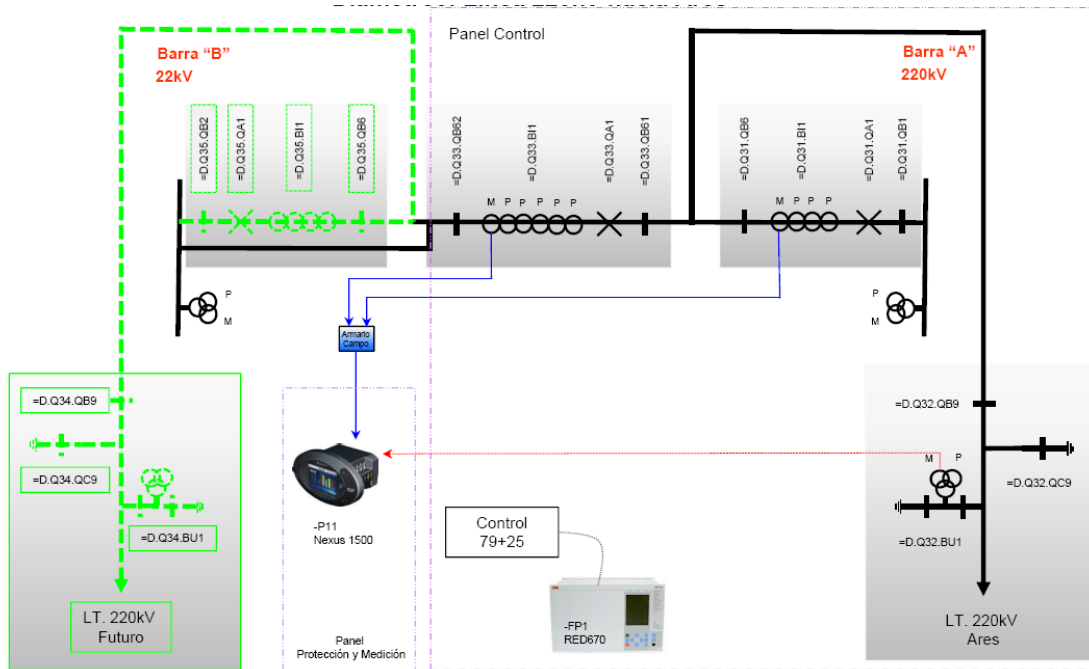 Panel Control
Barra “B”
22kV
Barra “A”
220kV
=D.Q35.QB2
=D.Q35.QA1
=D.Q35.BI1
=D.Q35.QB6
=D.Q33.QB62
=D.Q33.BI1
=D.Q33.QA1
=D.Q33.QB61
=D.Q31.QB6
=D.Q31.BI1
=D.Q31.QA1
=D.Q31.QB1
M P P P P P
M P P P
P
M
P
M
Armario
Campo
=D.Q34.QB9
=D.Q34.QC9
=D.Q34.BU1
LT. 220kV
Futuro
-P11
Nexus 1500
Panel
Protección y Medición
Control
79+25
-FP1
RED670
=D.Q32.QB9
M P
=D.Q32.QC9
=D.Q32.BU1
LT. 220kV
Ares